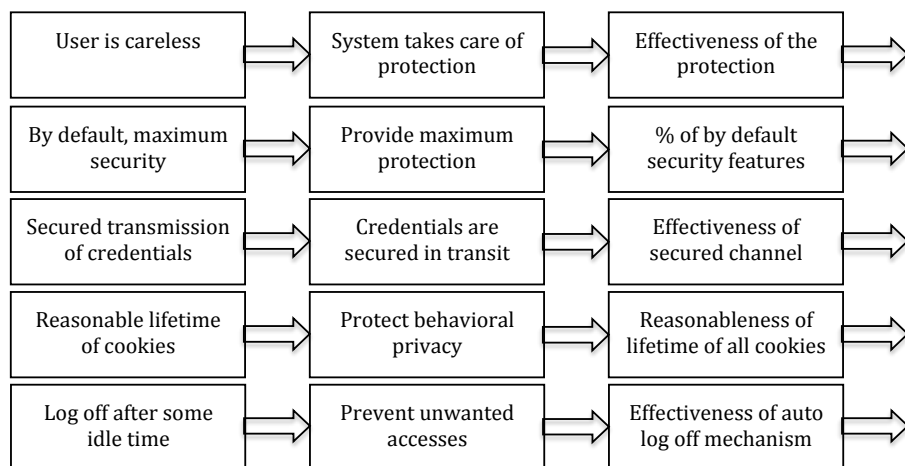 User is careless
System takes care of
protection
Effectiveness of the
protection
By default, maximum
security
Provide maximum
protection
% of by default
security features
Secured transmission
of credentials
Credentials are
secured in transit
Effectiveness of
secured channel
Reasonable lifetime
of cookies
Protect behavioral
privacy
Reasonableness of
lifetime of all cookies
Log off after some
idle time
Prevent unwanted
accesses
Effectiveness of auto
log off mechanism